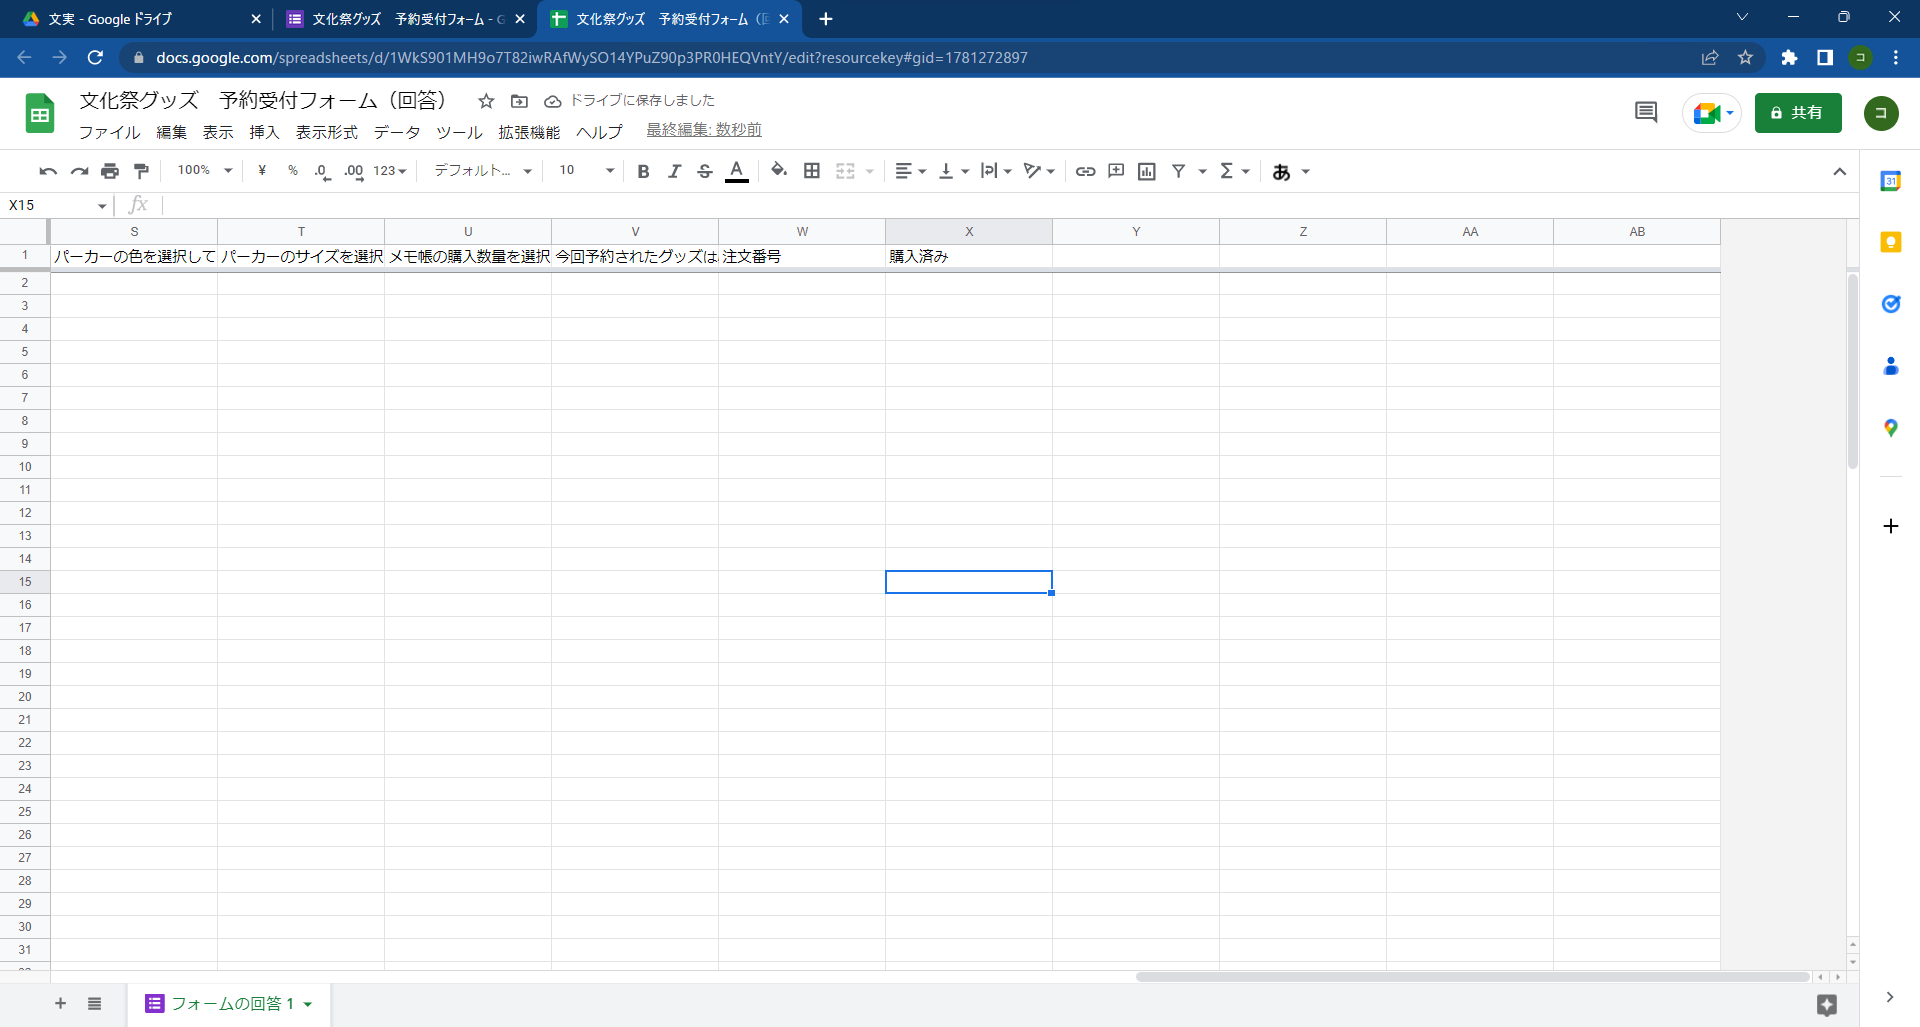 文実 - Google ドライブ
文化祭グッズ　予約受付フォーム - G
文化祭グッズ　予約受付フォーム（回
docs.google.com/spreadsheets/d/1WkS901MH9o7T82iwRAfWySO14YPuZ90p3PR0HEQVntY/edit?resourcekey#gid=1781272897
コ
文化祭グッズ　予約受付フォーム（回答）
ドライブに保存しました
ファイル 編集 表示 挿入 表示形式 データ ツール 拡張機能 ヘルプ 最終編集: 数秒前
共有
コ
100% ¥ % .0 .00 123 デフォルト... 10 B I S A あ
31
X15 fx
S T U V W X Y Z AA AB
1 パーカーの色を選択して パーカーのサイズを選択 メモ帳の購入数量を選択 今回予約されたグッズは 注文番号 購入済み
2
3
4
5
6
7
8
9
10
11
12
13
14
15
16
17
18
19
20
21
22
23
24
25
26
27
28
29
30
31
フォームの回答 1